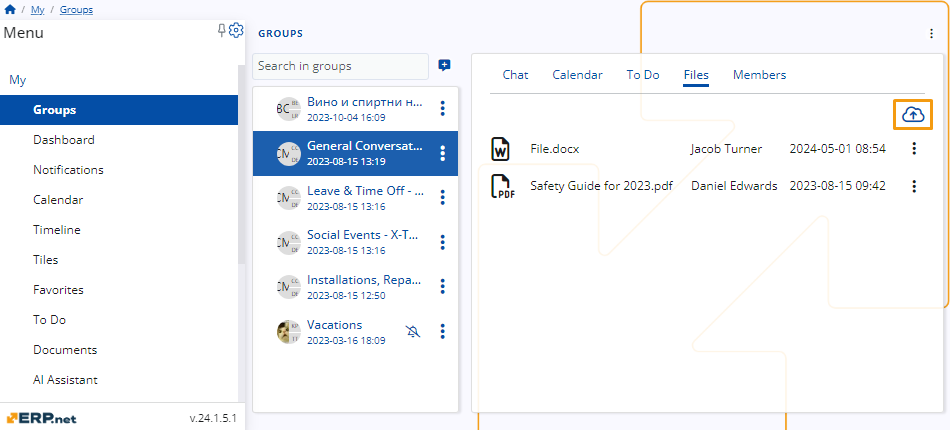 / My / Groups
Menu
My
Groups
Dashboard
Notifications
Calendar
Timeline
Tiles
Favorites
To Do
Documents
AI Assistant
ERP.net
v.24.1.5.1
GROUPS
Search in groups
Вино и спиртни н...
2023-10-04 16:09
General Conversat...
2023-08-15 13:19
Leave & Time Off - ...
2023-08-15 13:16
Social Events - X-T...
2023-08-15 13:16
Installations, Repa...
2023-08-15 12:50
Vacations
2023-03-16 18:09
Chat Calendar To Do Files Members
File.docx Jacob Turner 2024-05-01 08:54
PDF Safety Guide for 2023.pdf Daniel Edwards 2023-08-15 09:42